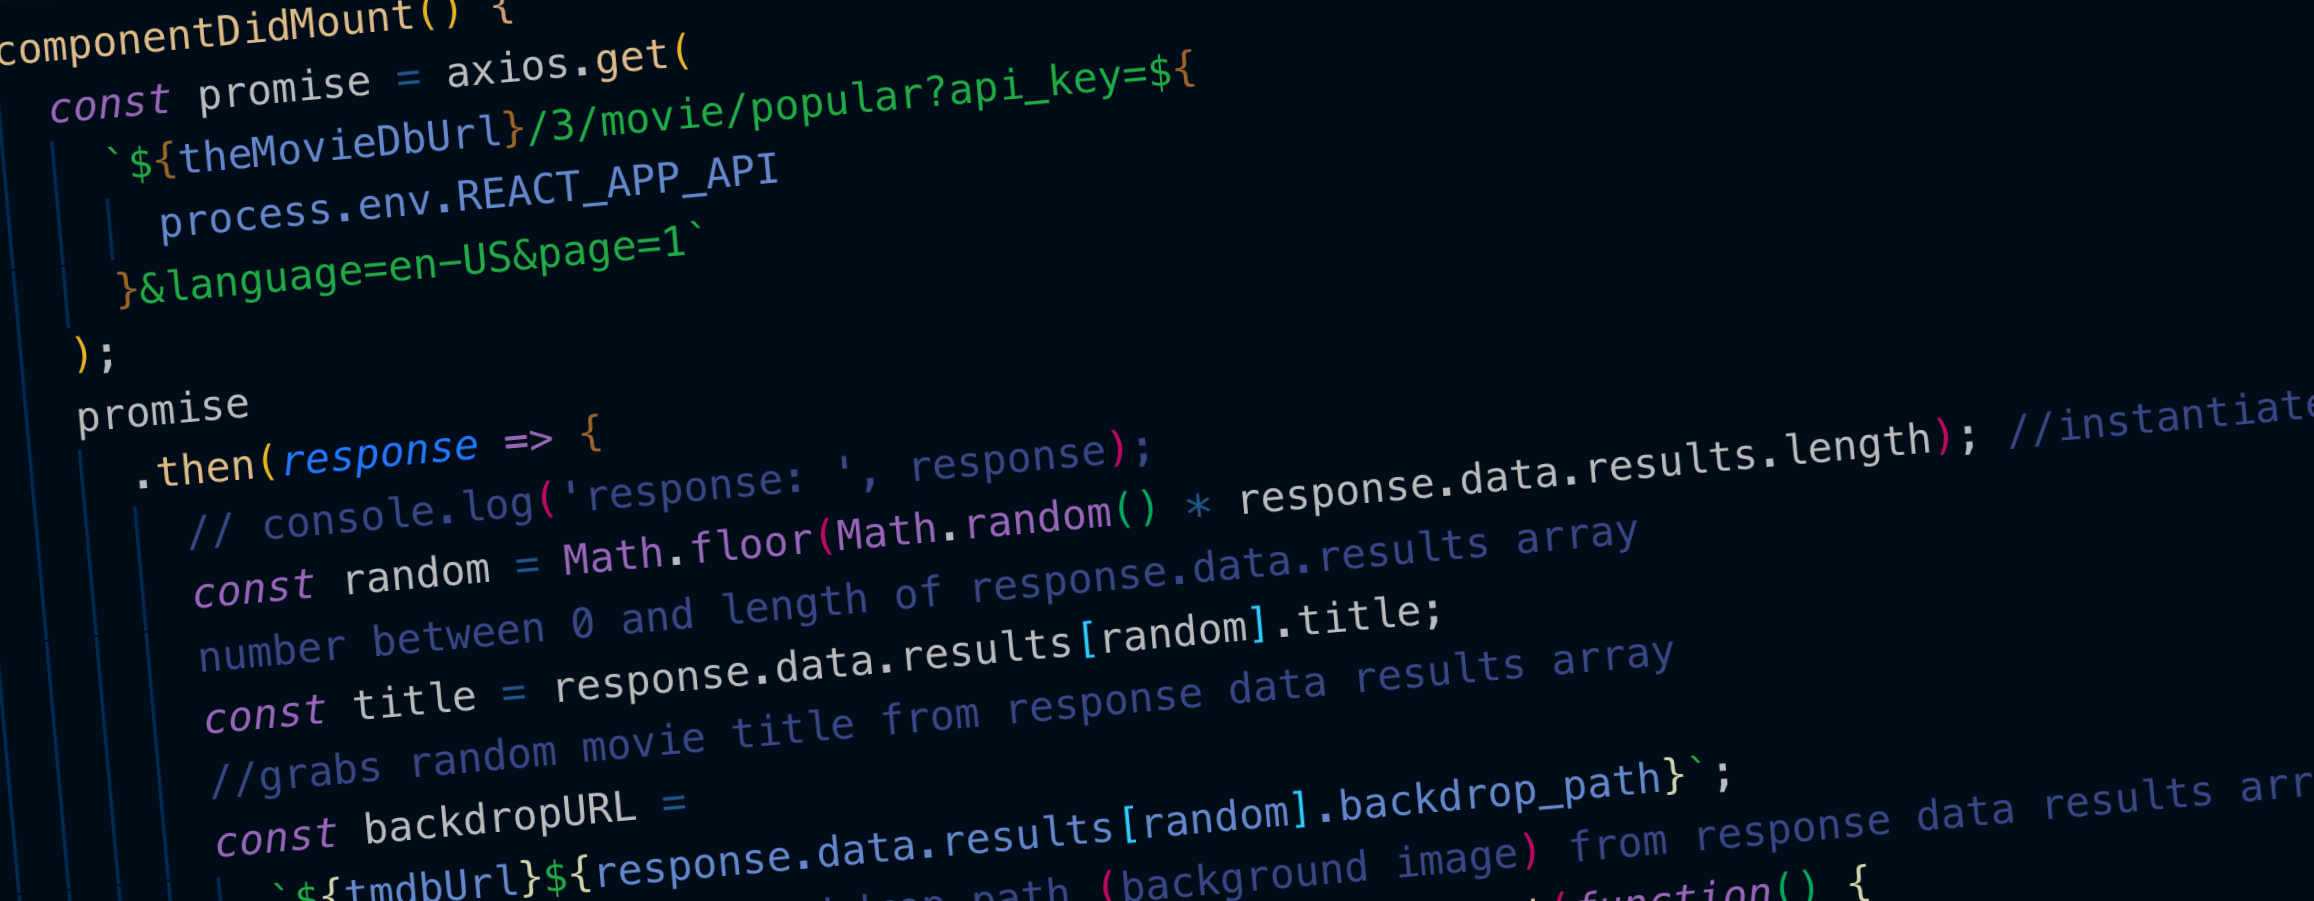 componentDidMount() {
const promise = axios.get(
`${theMovieDbUrl}/3/movie/popular?api_key=${
process.env.REACT_APP_API
}&language=en-US&page=1`
);
promise
.then(response => {
// console.log('response: ', response);
const random = Math.floor(Math.random() * response.data.results.length); //instantiate
number between 0 and length of response.data.results array
const title = response.data.results[random].title;
//grabs random movie title from response data results array
const backdropURL =
`${tmdbUrl}${response.data.results[random].backdrop_path}`;
path (background image) from response data results arr
(function() {